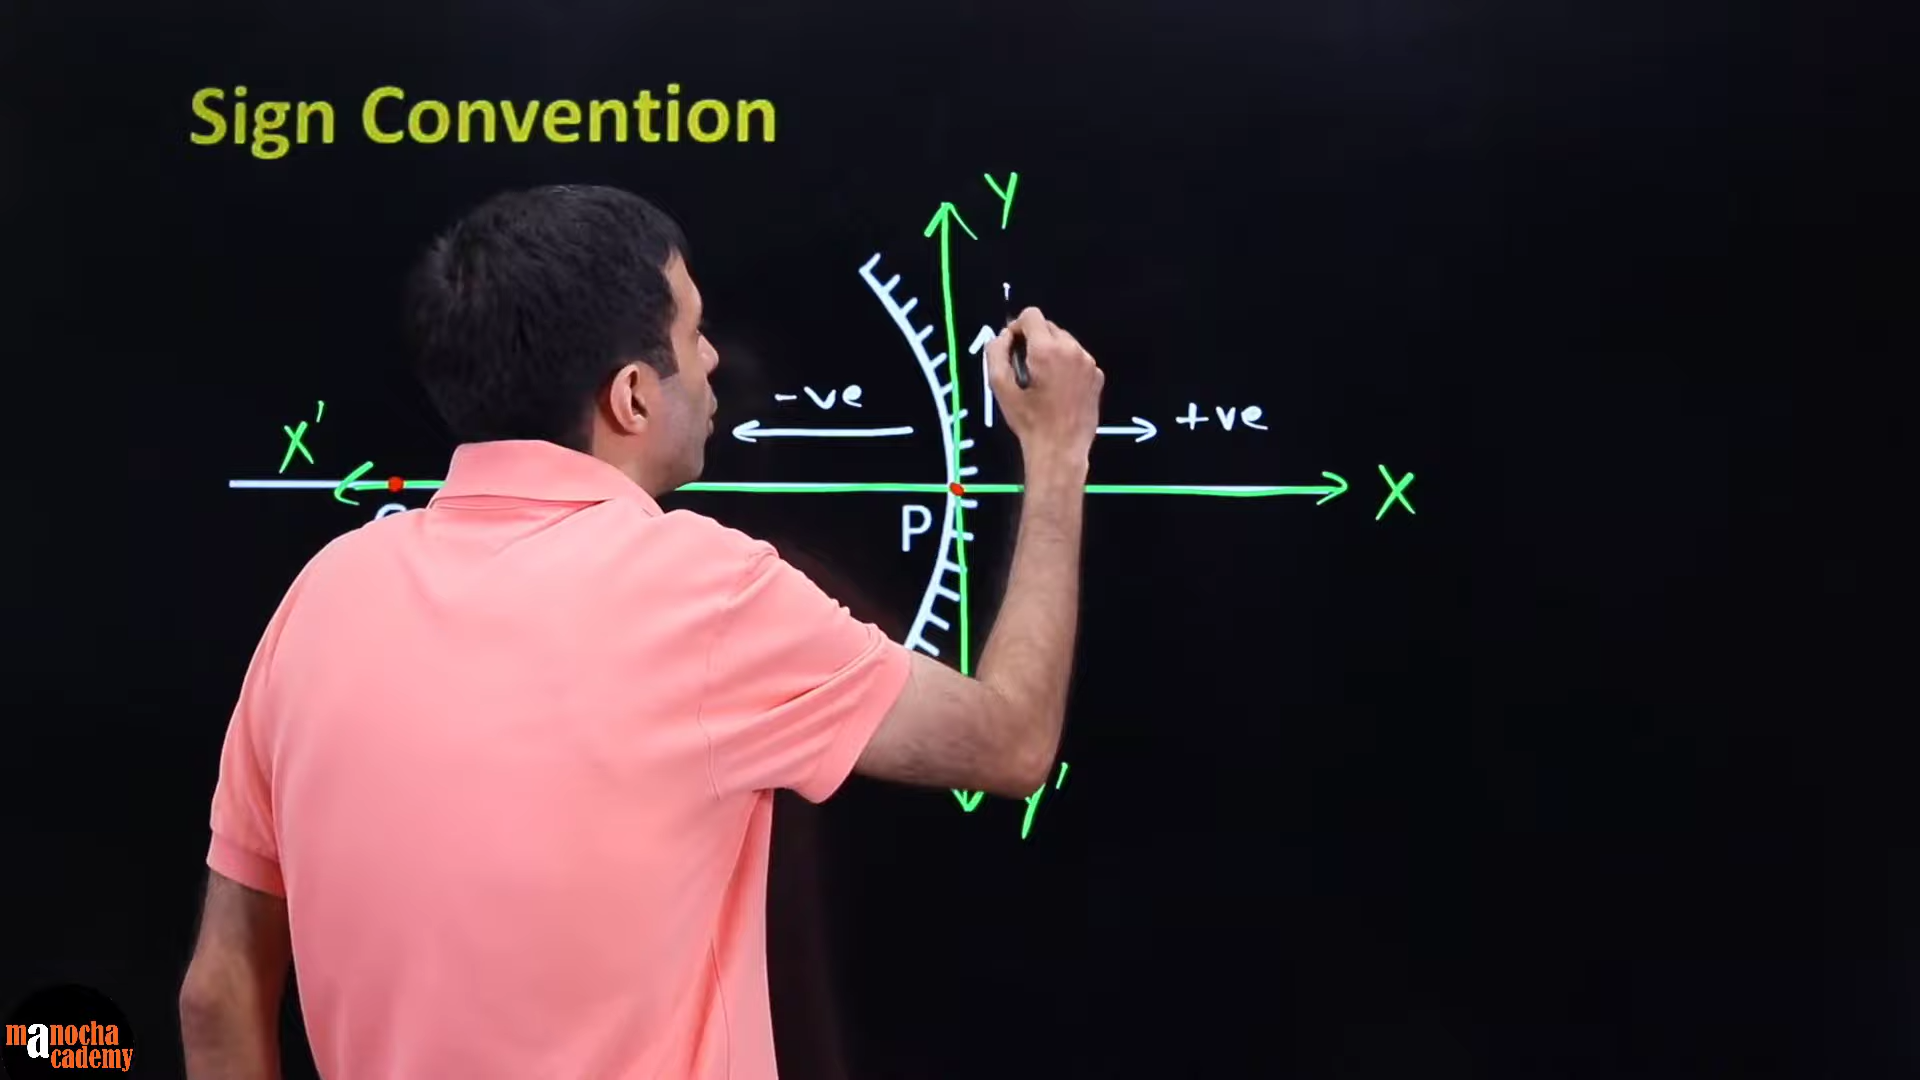 Sign Convention
Y
-ve
+ve
X'
X
P
Y'
manocha
academy